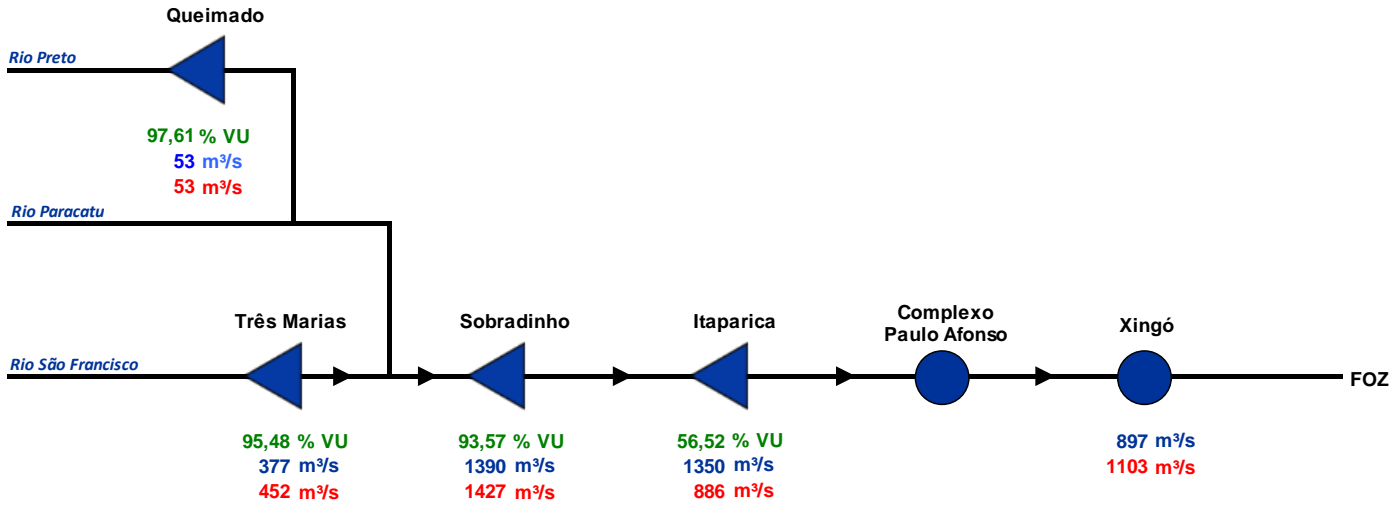 Queimado
Rio Preto
97,61 % VU
53 m³/s
53 m³/s
Rio Paracatu
Três Marias
Sobradinho
Itaparica
Complexo
Paulo Afonso
Xingó
Rio São Francisco
FOZ
95,48 % VU
377 m³/s
452 m³/s
93,57 % VU
1390 m³/s
1427 m³/s
56,52 % VU
1350 m³/s
886 m³/s
897 m³/s
1103 m³/s